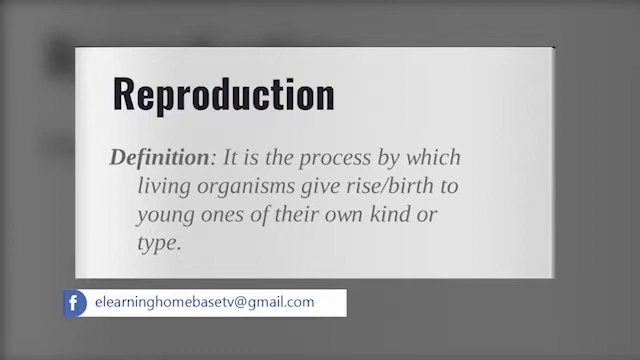 Reproduction
Definition: It is the process by which
living organisms give rise/birth to
young ones of their own kind or
type.
f elearninghomebasetv@gmail.com